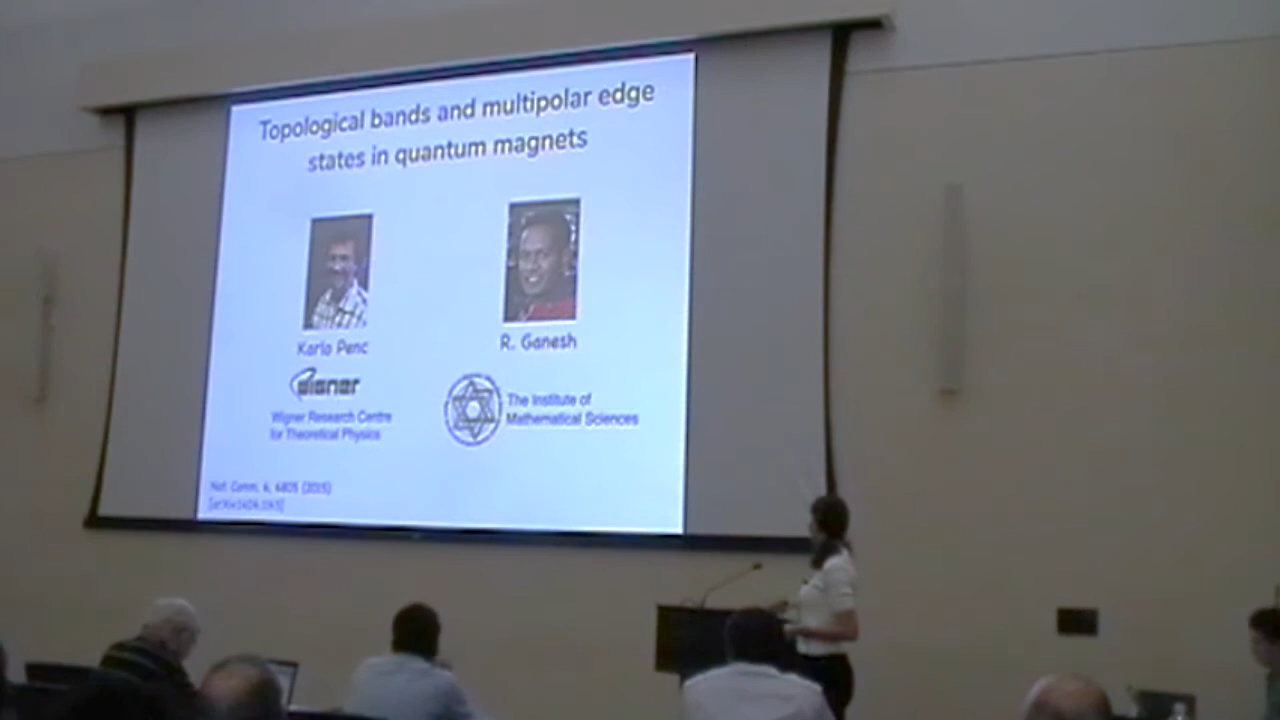 Topological bands and multipolar edge
states in quantum magnets
Karlo Penc
R. Ganesh
wigner
Wigner Research Centre
for Theoretical Physics
The Institute of
Mathematical Sciences
Nat. Comm. 6, 6805 (2015)